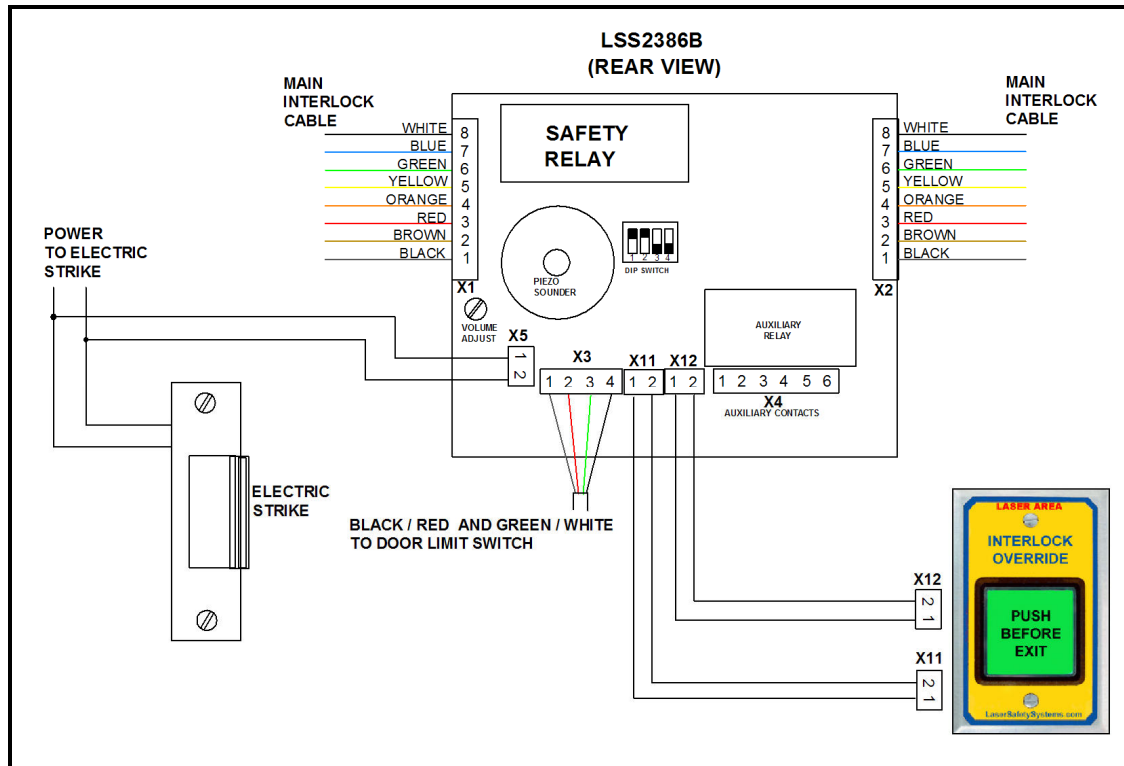 LSS2386B
(REAR VIEW)
MAIN
INTERLOCK
CABLE
MAIN
INTERLOCK
CABLE
WHITE
BLUE
GREEN
YELLOW
ORANGE
RED
BROWN
BLACK
8
7
6
5
4
3
2
1
X1
SAFETY
RELAY
8
7
6
5
4
3
2
1
X2
WHITE
BLUE
GREEN
YELLOW
ORANGE
RED
BROWN
BLACK
POWER
TO ELECTRIC
STRIKE
PIEZO
SOUNDER
1 2 3 4
DIP SWITCH
VOLUME
ADJUST
X5
1
2
X3
1 2 3 4
X11
1 2
X12
1 2
AUXILIARY
RELAY
1 2 3 4 5 6
X4
AUXILIARY CONTACTS
ELECTRIC
STRIKE
BLACK / RED AND GREEN / WHITE
TO DOOR LIMIT SWITCH
X12
2
1
X11
2
1
LASER AREA
INTERLOCK
OVERRIDE
PUSH
BEFORE
EXIT
LaserSafetySystems.com